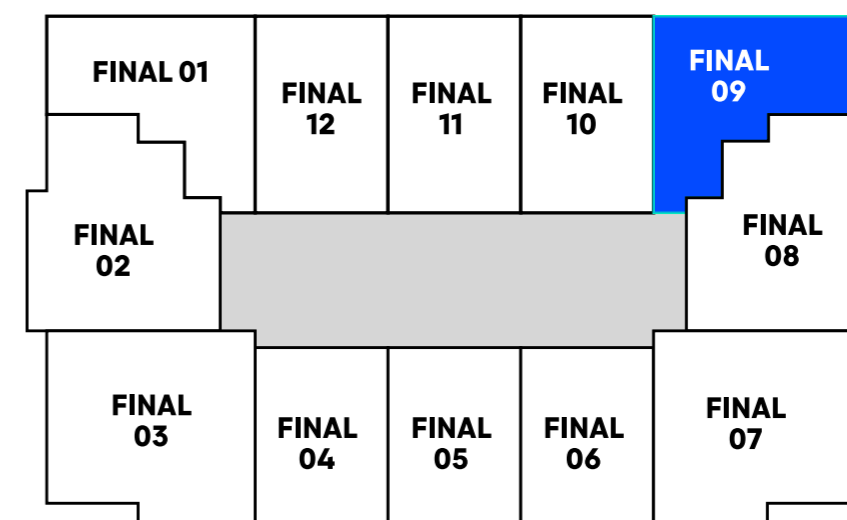 FINAL 01
FINAL
12
FINAL
11
FINAL
10
FINAL
09
FINAL
02
FINAL
08
FINAL
03
FINAL
04
FINAL
05
FINAL
06
FINAL
07